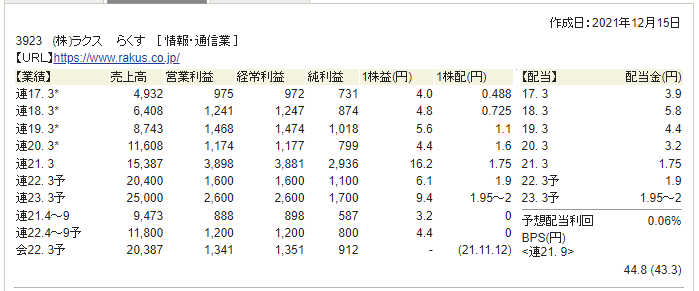 作成日：2021年12月15日
3923 (株)ラクス らくす [ 情報・通信業 ]
【URL】https://www.rakus.co.jp/
【業績】 売上高 営業利益 経常利益 純利益 1株益(円) 1株配(円) 【配当】 配当金(円)
連17. 3* 4,932 975 972 731 4.0 0.488 17. 3 3.9
連18. 3* 6,408 1,241 1,247 874 4.8 0.725 18. 3 5.8
連19. 3* 8,743 1,468 1,474 1,018 5.6 1.1 19. 3 4.4
連20. 3* 11,608 1,174 1,177 799 4.4 1.6 20. 3 3.2
連21. 3 15,387 3,898 3,881 2,936 16.2 1.75 21. 3 1.75
連22. 3予 20,400 1,600 1,600 1,100 6.1 1.9 22. 3予 1.9
連23. 3予 25,000 2,600 2,600 1,700 9.4 1.95～2 23. 3予 1.95～2
連21.4～9 9,473 888 898 587 3.2 0 予想配当利回 0.06%
連22.4～9予 11,800 1,200 1,200 800 4.4 0 BPS(円)
会22. 3予 20,387 1,341 1,351 912 - (21.11.12) <連21. 9>
44.8 (43.3)